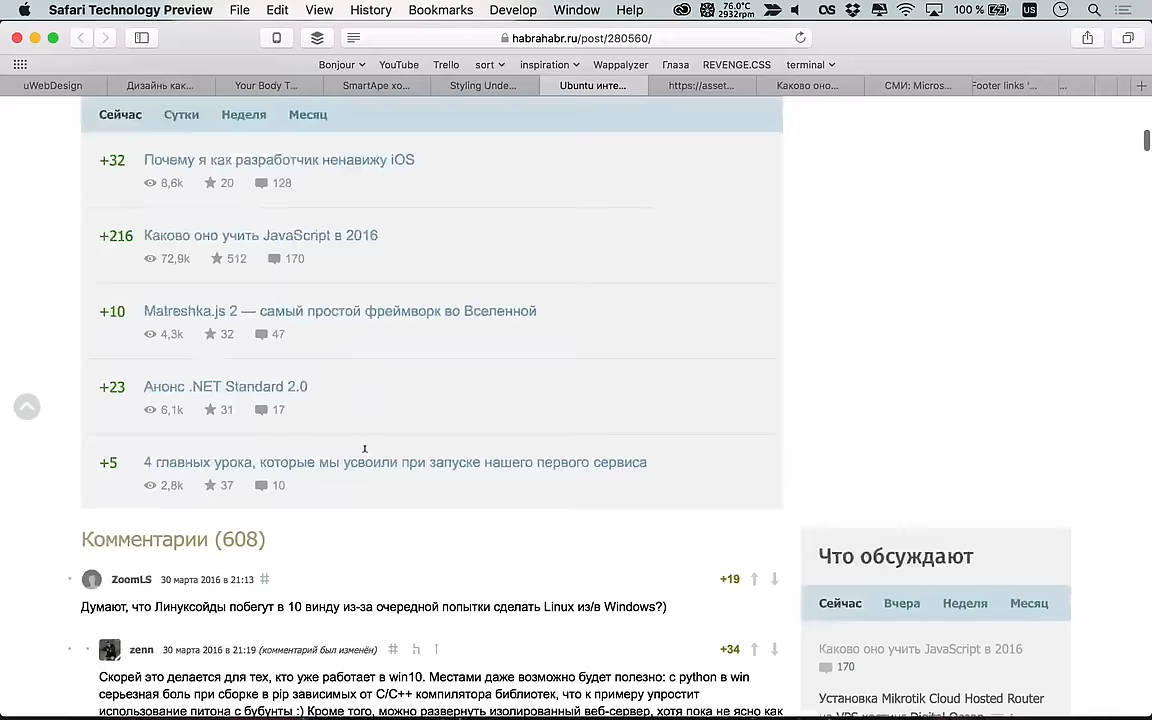 Safari Technology Preview File Edit View History Bookmarks Develop Window Help 76.0°C 2932rpm 100 % US
habrahabr.ru/post/280560/
Bonjour YouTube Trello sort inspiration Wappalyzer Глаза REVENGE.CSS terminal
uWebDesign Дизайнь как... Your Body T... SmartApe хо... Styling Unde... Ubuntu инте... https://asset... Каково оно... СМИ: Micros... Footer links '... ...
Сейчас Сутки Неделя Месяц
+32 Почему я как разработчик ненавижу iOS
8,6k 20 128
+216 Каково оно учить JavaScript в 2016
72,9k 512 170
+10 Matreshka.js 2 — самый простой фреймворк во Вселенной
4,3k 32 47
+23 Анонс .NET Standard 2.0
6,1k 31 17
+5 4 главных урока, которые мы усвоили при запуске нашего первого сервиса
2,8k 37 10
Комментарии (608)
ZoomLS 30 марта 2016 в 21:13 # +19
Думают, что Линуксойды побегут в 10 винду из-за очередной попытки сделать Linux из/в Windows?)
zenn 30 марта 2016 в 21:19 (комментарий был изменён) # +34
Скорей это делается для тех, кто уже работает в win10. Местами даже возможно будет полезно: с python в win
серьезная боль при сборке в pip зависимых от C/C++ компилятора библиотек, что к примеру упростит
использование питона с бубунты :) Кроме того, можно развернуть изолированный веб-сервер, хотя пока не ясно как
Что обсуждают
Сейчас Вчера Неделя Месяц
Каково оно учить JavaScript в 2016
170
Установка Mikrotik Cloud Hosted Router
на VPS хостинг Digital Ocean